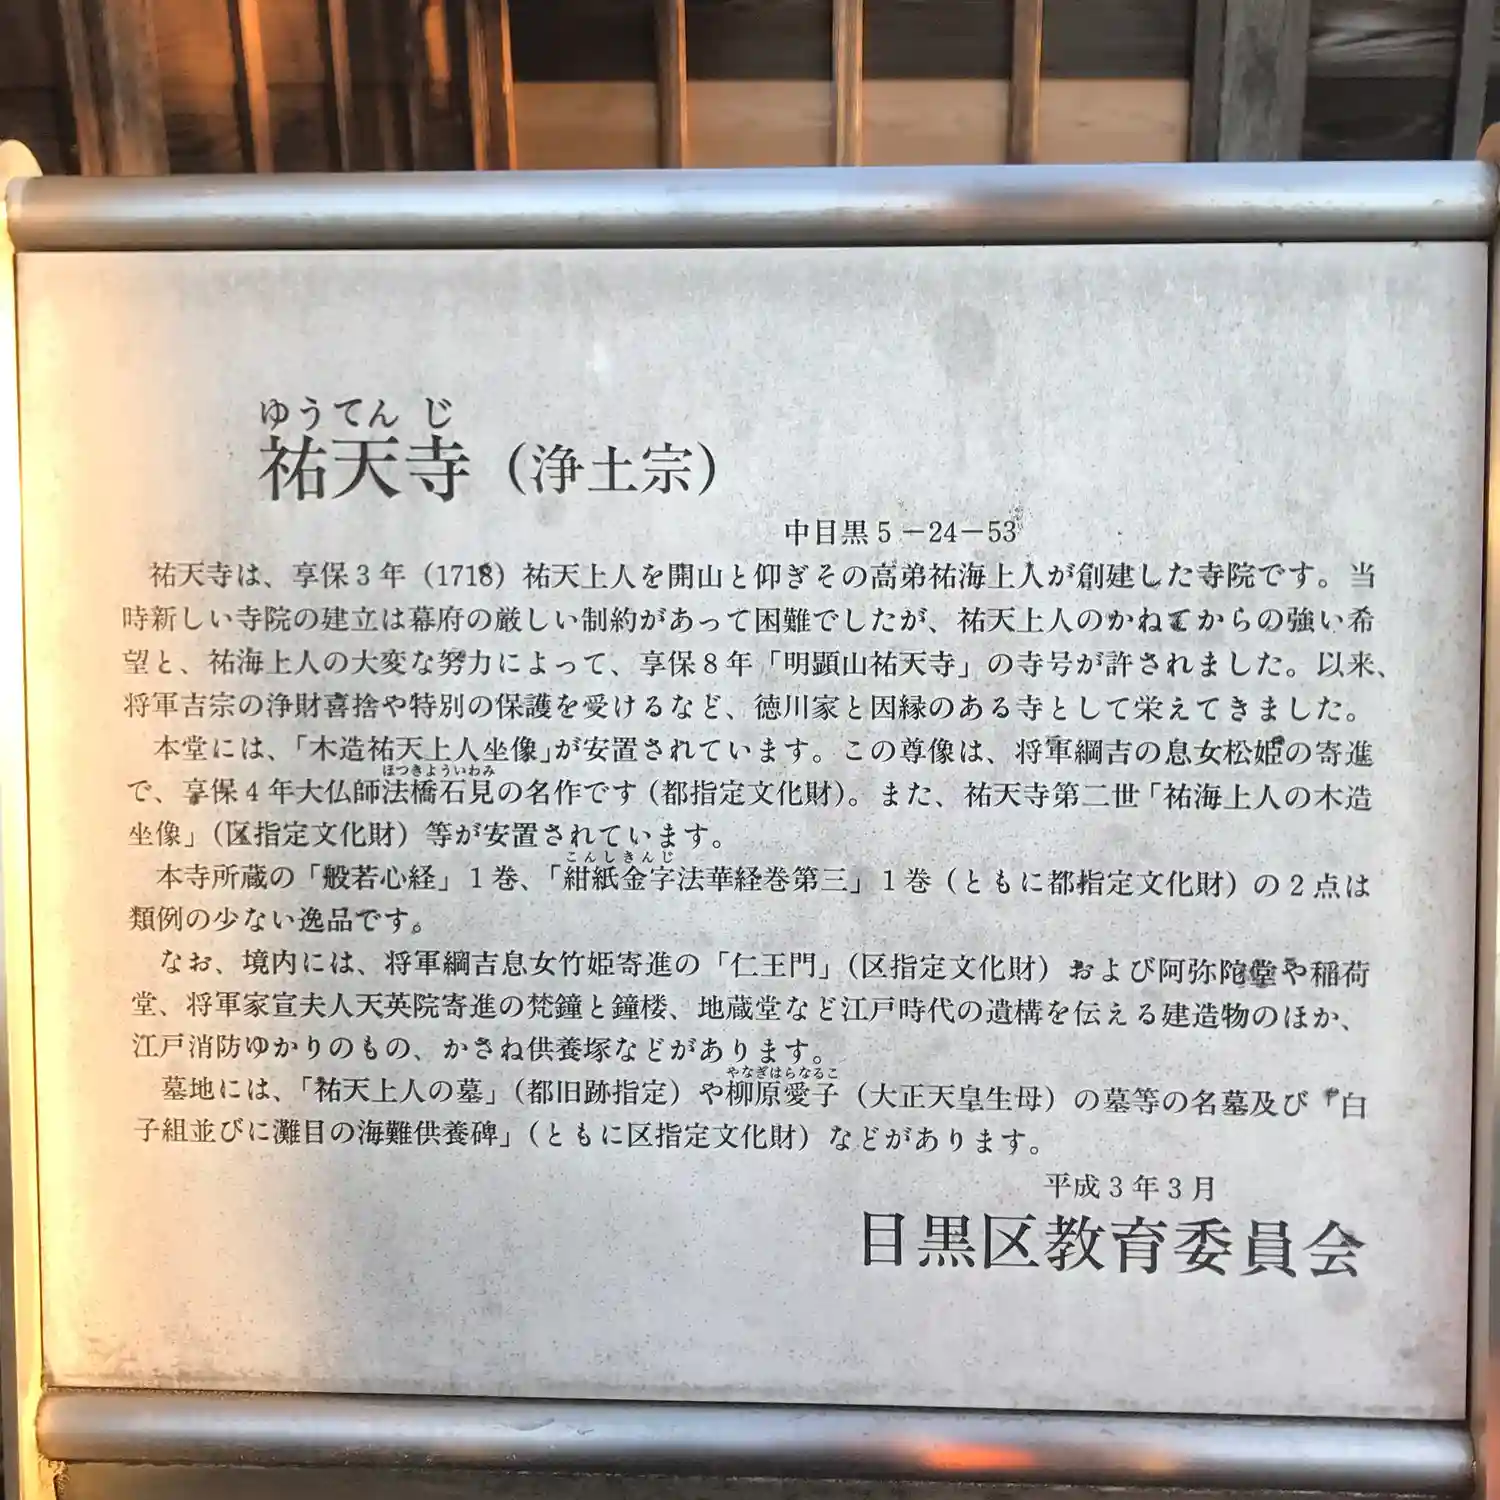 ゆうてん じ
祐天寺（浄土宗）
中目黒5－24－53
祐天寺は、享保3年（1718）祐天上人を開山と仰ぎその高弟祐海上人が創建した寺院です。当
時新しい寺院の建立は幕府の厳しい制約があって困難でしたが、祐天上人のかねてからの強い希
望と、祐海上人の大変な努力によって、享保8年「明顕山祐天寺」の寺号が許されました。以来、
将軍吉宗の浄財喜捨や特別の保護を受けるなど、徳川家と因縁のある寺として栄えてきました。
本堂には、「木造祐天上人坐像」が安置されています。この尊像は、将軍綱吉の息女松姫の寄進
ほつきよういわみ
で、享保4年大仏師法橋石見の名作です（都指定文化財）。また、祐天寺第二世「祐海上人の木造
坐像」（区指定文化財）等が安置されています。
こんしきんじ
本寺所蔵の「般若心経」1巻、「紺紙金字法華経巻第三」1巻（ともに都指定文化財）の2点は
類例の少ない逸品です。
なお、境内には、将軍綱吉息女竹姫寄進の「仁王門」（区指定文化財）および阿弥陀堂や稲荷
堂、将軍家宣夫人天英院寄進の梵鐘と鐘楼、地蔵堂など江戸時代の遺構を伝える建造物のほか、
江戸消防ゆかりのもの、かさね供養塚などがあります。
やなぎはらなるこ
墓地には、「祐天上人の墓」（都旧跡指定）や柳原愛子（大正天皇生母）の墓等の名墓及び「白
子組並びに灘目の海難供養碑」（ともに区指定文化財）などがあります。
平成3年3月
目黒区教育委員会